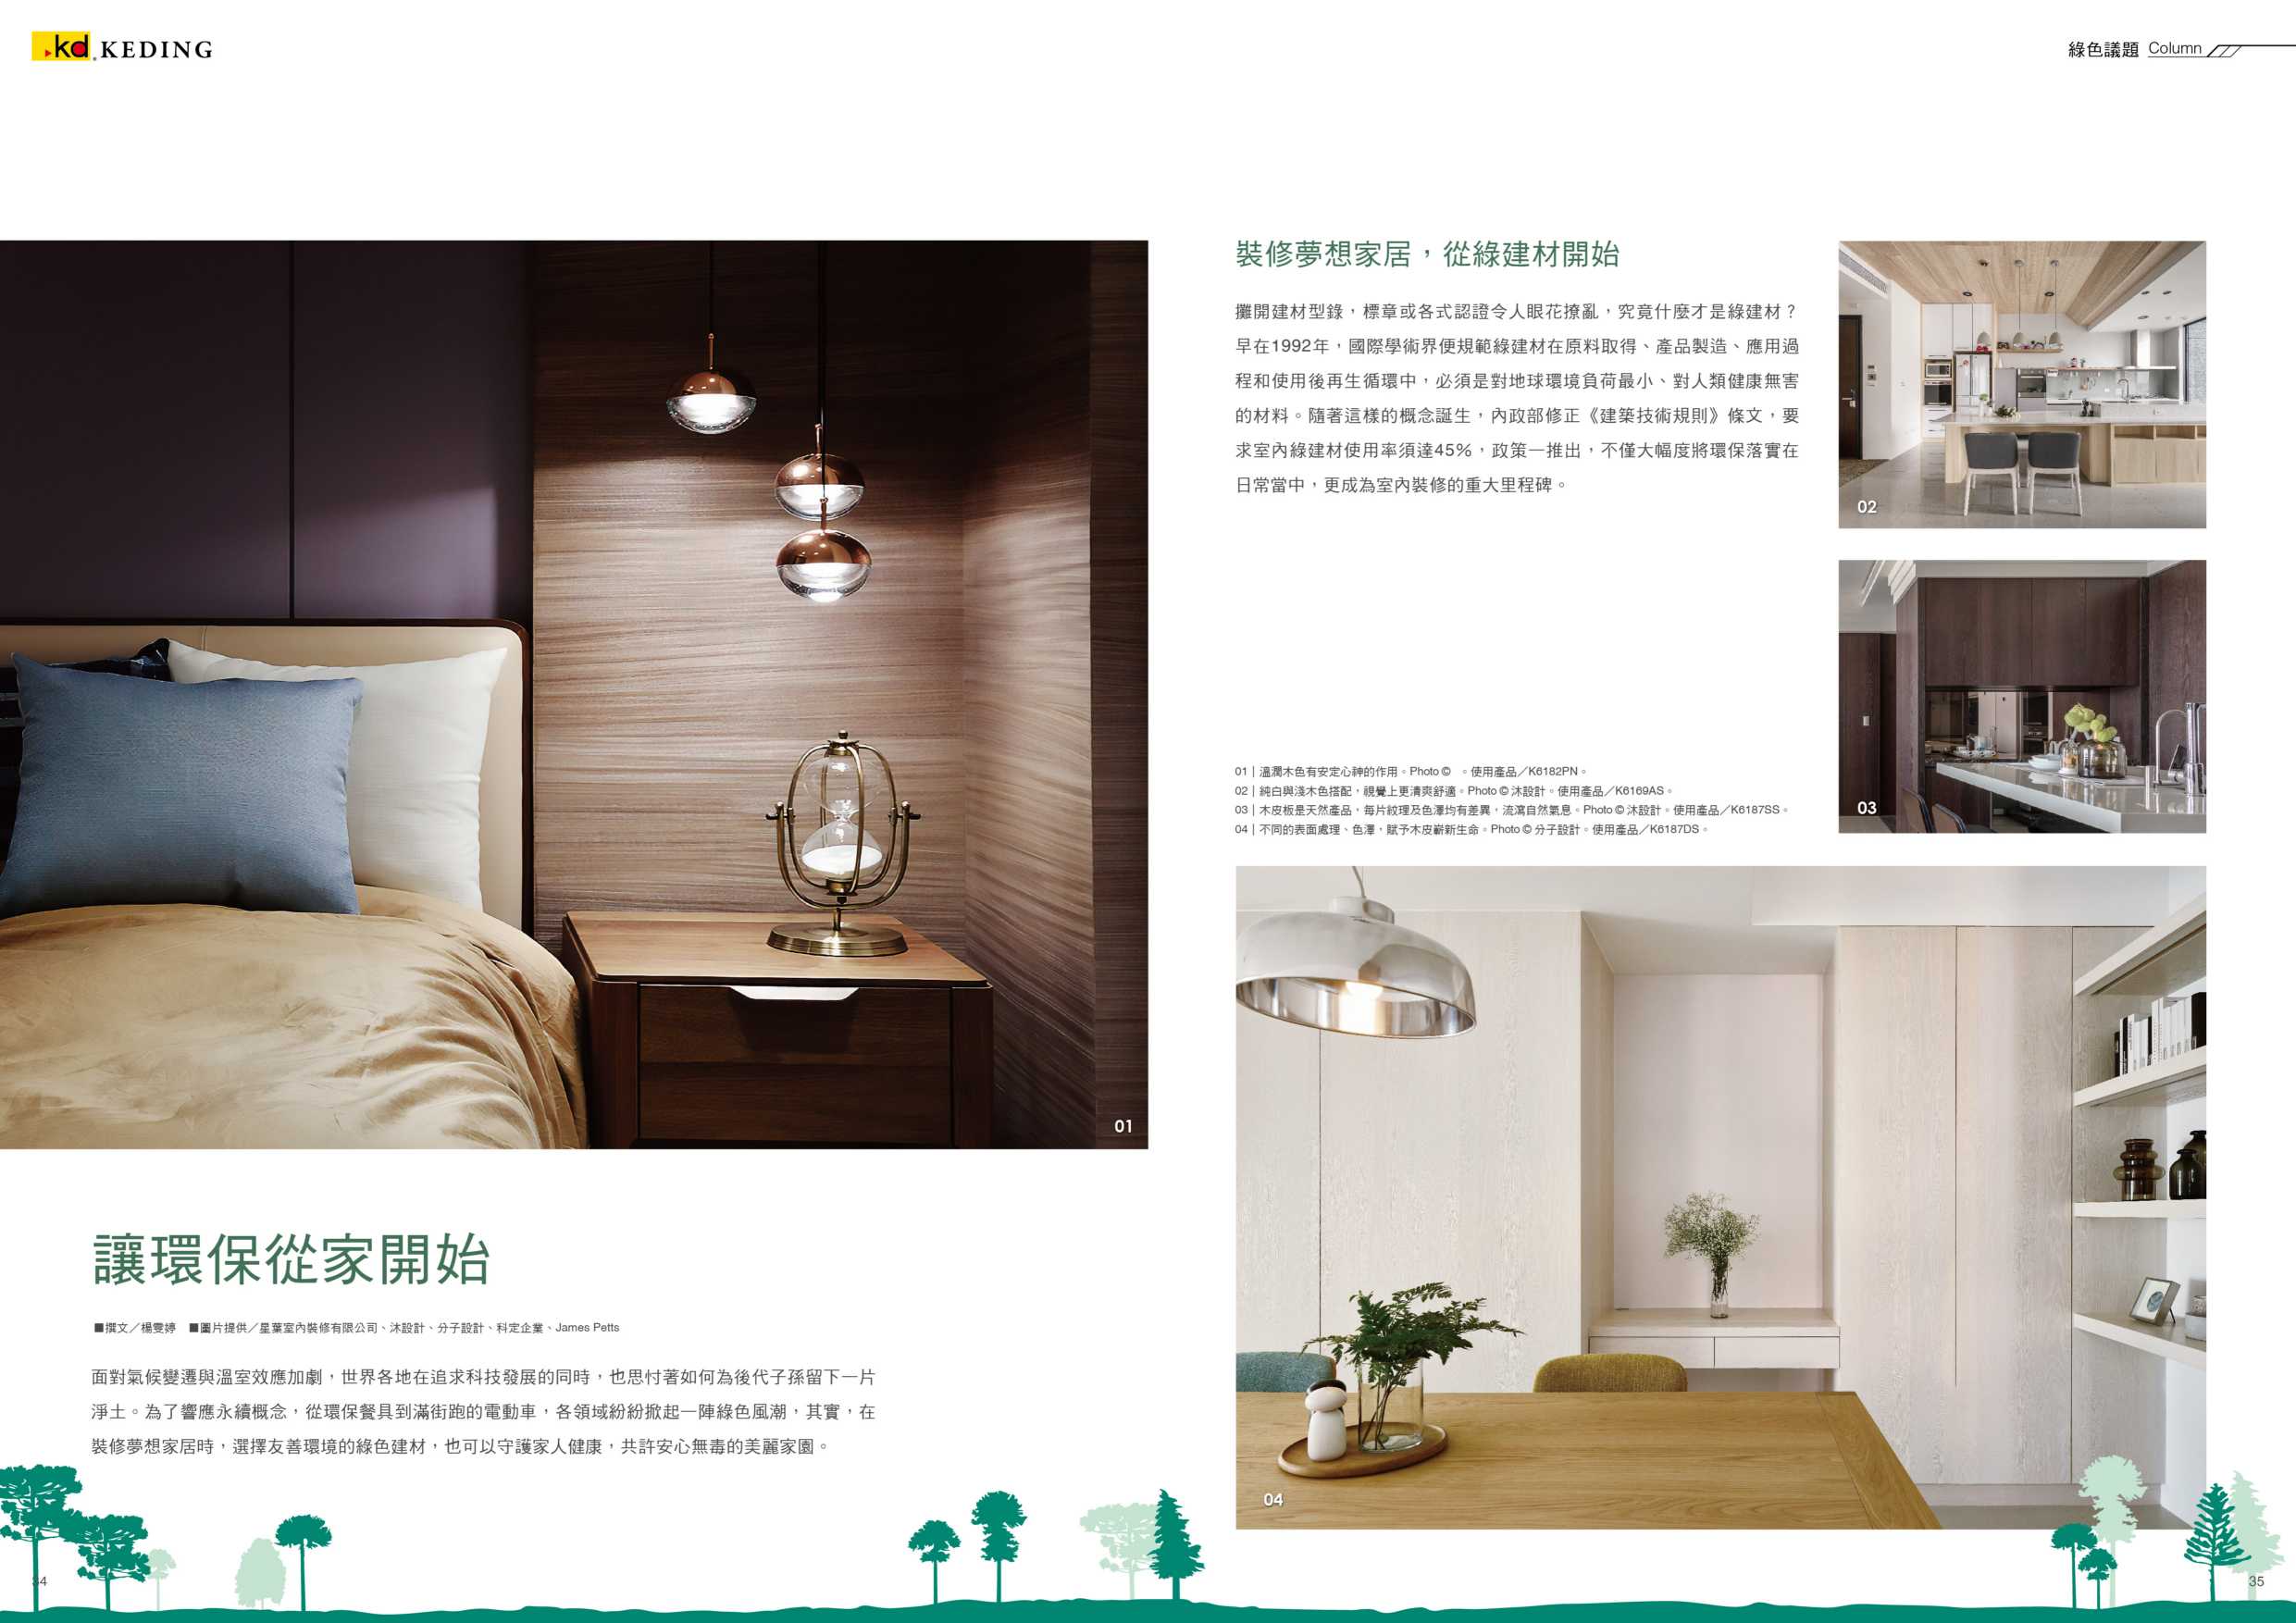 kd KEDING
綠色議題 Column
01
讓環保從家開始
■撰文／楊雯婷 ■圖片提供／星葉室內裝修有限公司、沐設計、分子設計、科定企業、James Petts
面對氣候變遷與溫室效應加劇，世界各地在追求科技發展的同時，也思忖著如何為後代子孫留下一片
淨土。為了響應永續概念，從環保餐具到滿街跑的電動車，各領域紛紛掀起一陣綠色風潮，其實，在
裝修夢想家居時，選擇友善環境的綠色建材，也可以守護家人健康，共許安心無毒的美麗家園。
34
裝修夢想家居，從綠建材開始
攤開建材型錄，標章或各式認證令人眼花撩亂，究竟什麼才是綠建材？
早在1992年，國際學術界便規範綠建材在原料取得、產品製造、應用過
程和使用後再生循環中，必須是對地球環境負荷最小、對人類健康無害
的材料。隨著這樣的概念誕生，內政部修正《建築技術規則》條文，要
求室內綠建材使用率須達45%，政策一推出，不僅大幅度將環保落實在
日常當中，更成為室內裝修的重大里程碑。
02
03
01｜溫潤木色有安定心神的作用。Photo © 。使用產品／K6182PN。
02｜純白與淺木色搭配，視覺上更清爽舒適。Photo © 沐設計。使用產品／K6169AS。
03｜木皮板是天然產品，每片紋理及色澤均有差異，流瀉自然氣息。Photo © 沐設計。使用產品／K6187SS。
04｜不同的表面處理、色澤，賦予木皮嶄新生命。Photo © 分子設計。使用產品／K6187DS。
04
35